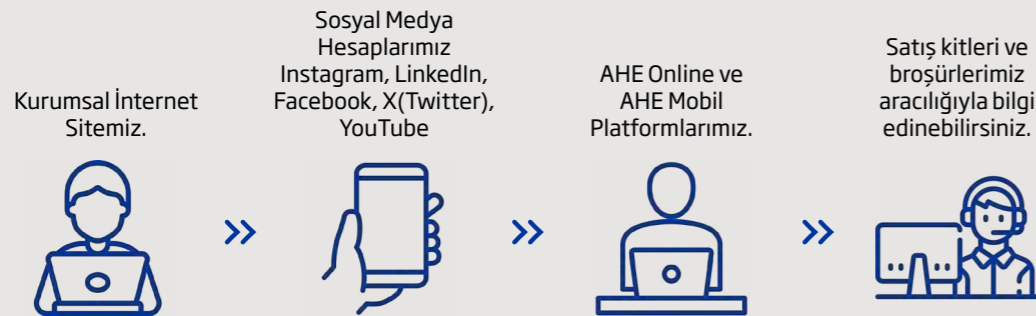 Kurumsal İnternet
Sitemiz.
Sosyal Medya
Hesaplarımız
Instagram, LinkedIn,
Facebook, X(Twitter),
YouTube
AHE Online ve
AHE Mobil
Platformlarımız.
Satış kitleri ve
broşürlerimiz
aracılığıyla bilgi
edinebilirsiniz.